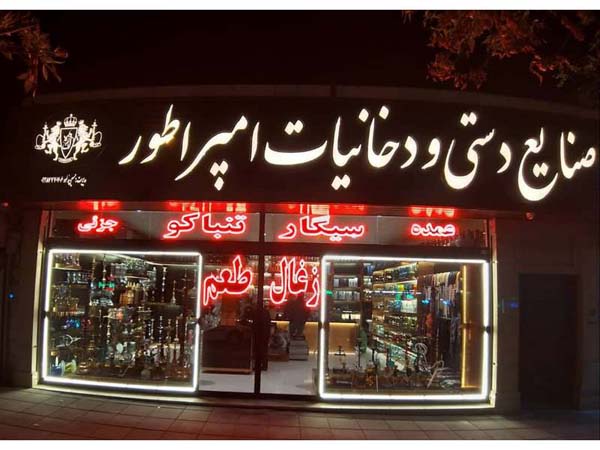 صنایع دستی و دخانیات امپراطور
عمده سیگار تنباکو جزئی
زغال طعم